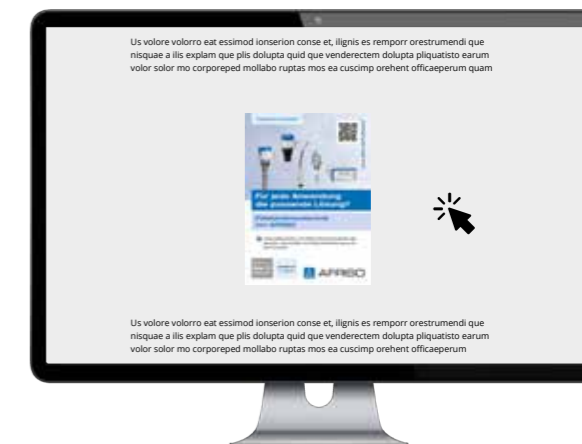 Us volore volorro eat essimod ionserion conse et, ilignis es remporr orestrumendi que
nisquae a ilis explam que plis dolupta quid que venderectem dolupta pliquatisto earum
volor solor mo corporeped mollabo ruptas mos ea cuscimp orehent officaeperum quam
Für jede Anwendung
die passende Lösung!
AFRISO
Us volore volorro eat essimod ionserion conse et, ilignis es remporr orestrumendi que
nisquae a ilis explam que plis dolupta quid que venderectem dolupta pliquatisto earum
volor solor mo corporeped mollabo ruptas mos ea cuscimp orehent officaeperum